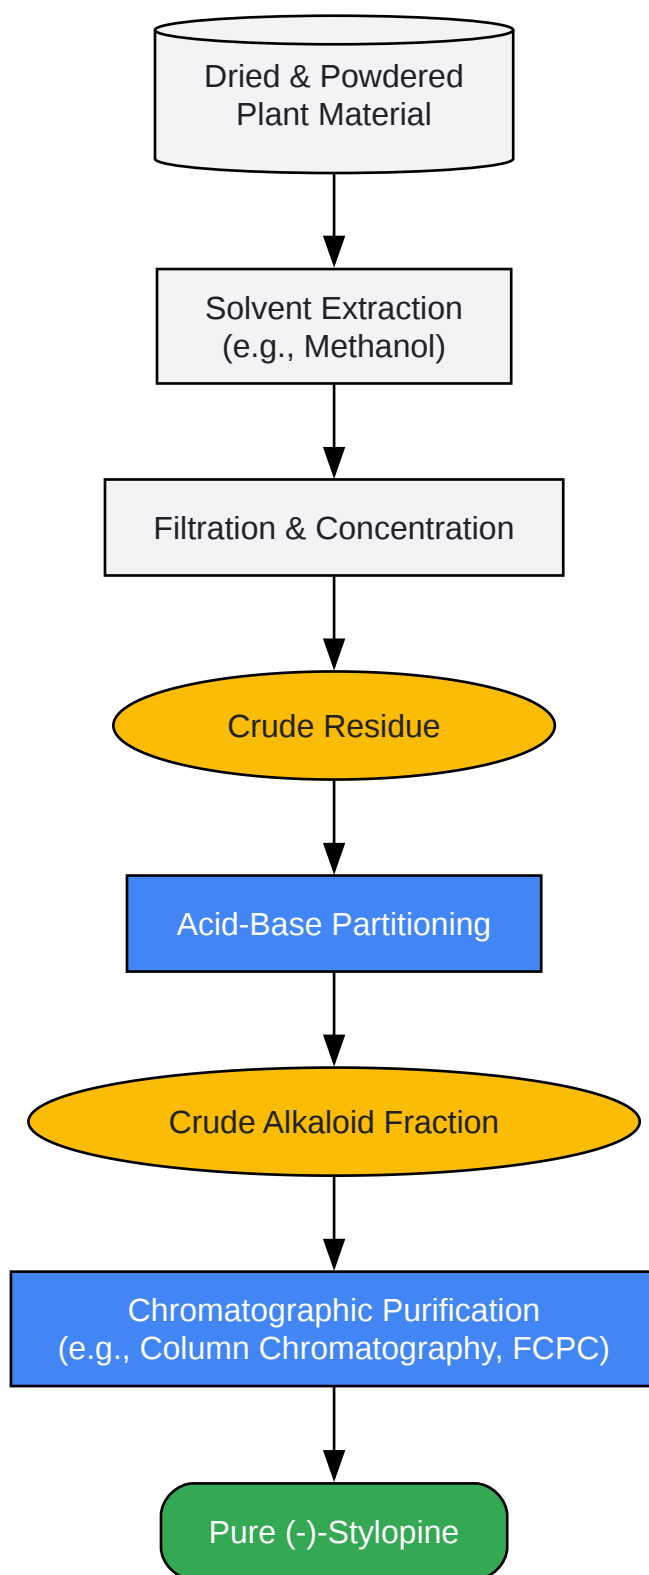 Dried & Powdered
Plant Material
Solvent Extraction
(e.g., Methanol)
Filtration & Concentration
Crude Residue
Acid-Base Partitioning
Crude Alkaloid Fraction
Chromatographic Purification
(e.g., Column Chromatography, FCPC)
Pure (-)-Stylopine